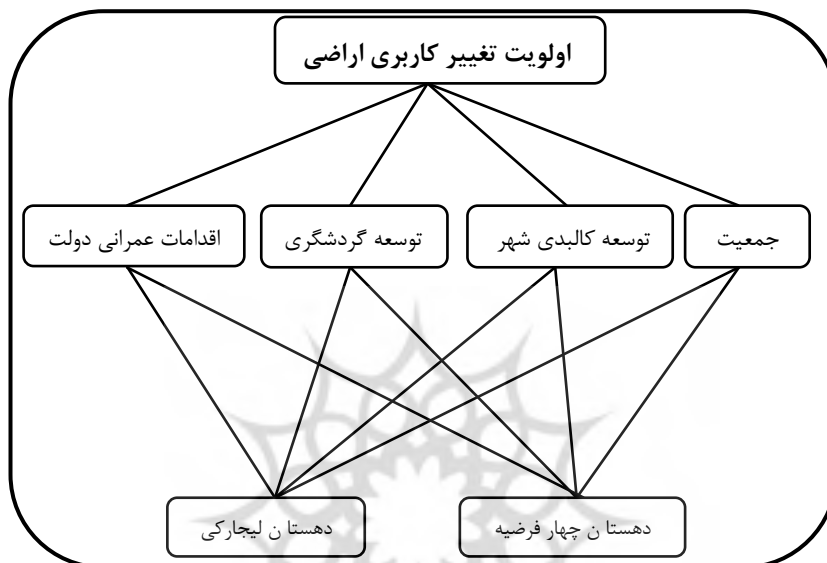 اولویت تغییر کاربری اراضی
جمعیت
توسعه کالبدی شهر
توسعه گردشگری
اقدامات عمرانی دولت
دهستا ن چهار فرضیه
دهستا ن لیجارکی